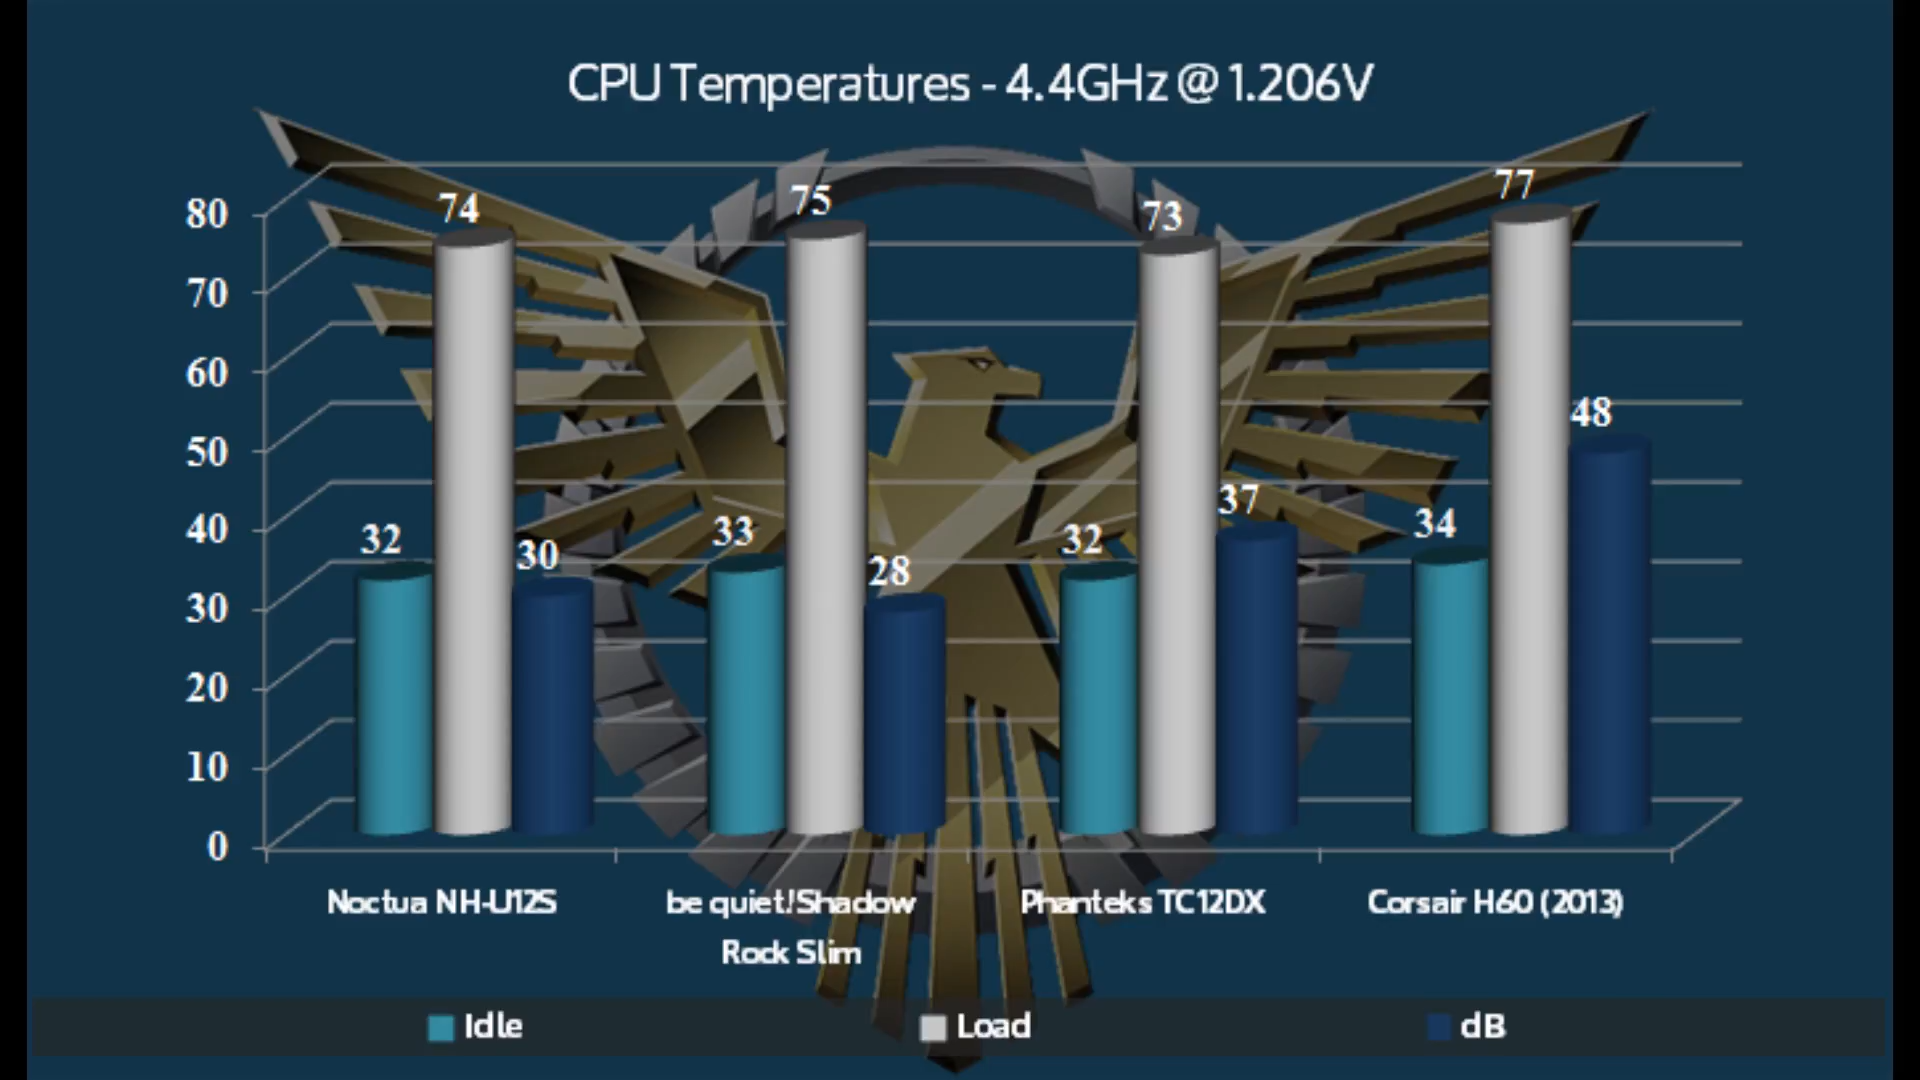 CPU Temperatures - 4.4GHz @ 1.206V
80
70
60
50
40
30
20
10
0
32
74
30
33
75
28
32
73
37
34
77
48
Noctua NH-U12S
be quiet! Shadow
Rock Slim
Phanteks TC12DX
Corsair H60 (2013)
Idle
Load
dB